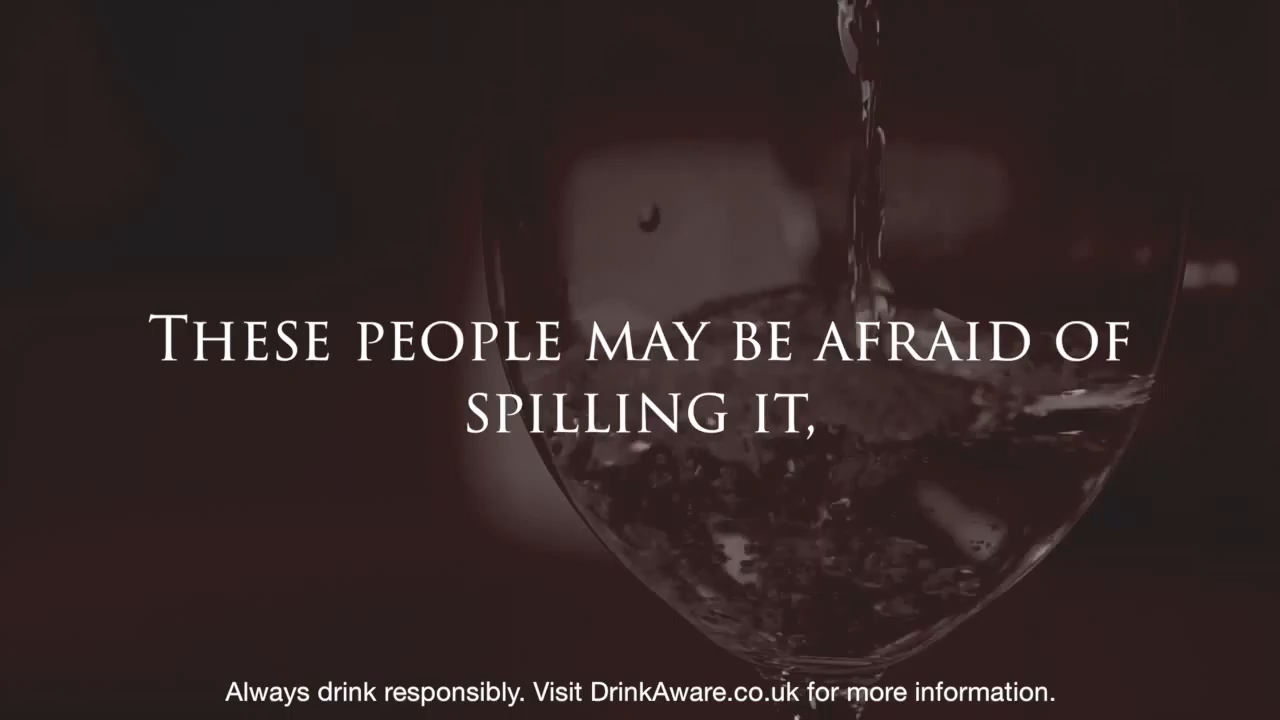 These people may be afraid of
spilling it,
Always drink responsibly. Visit DrinkAware.co.uk for more information.